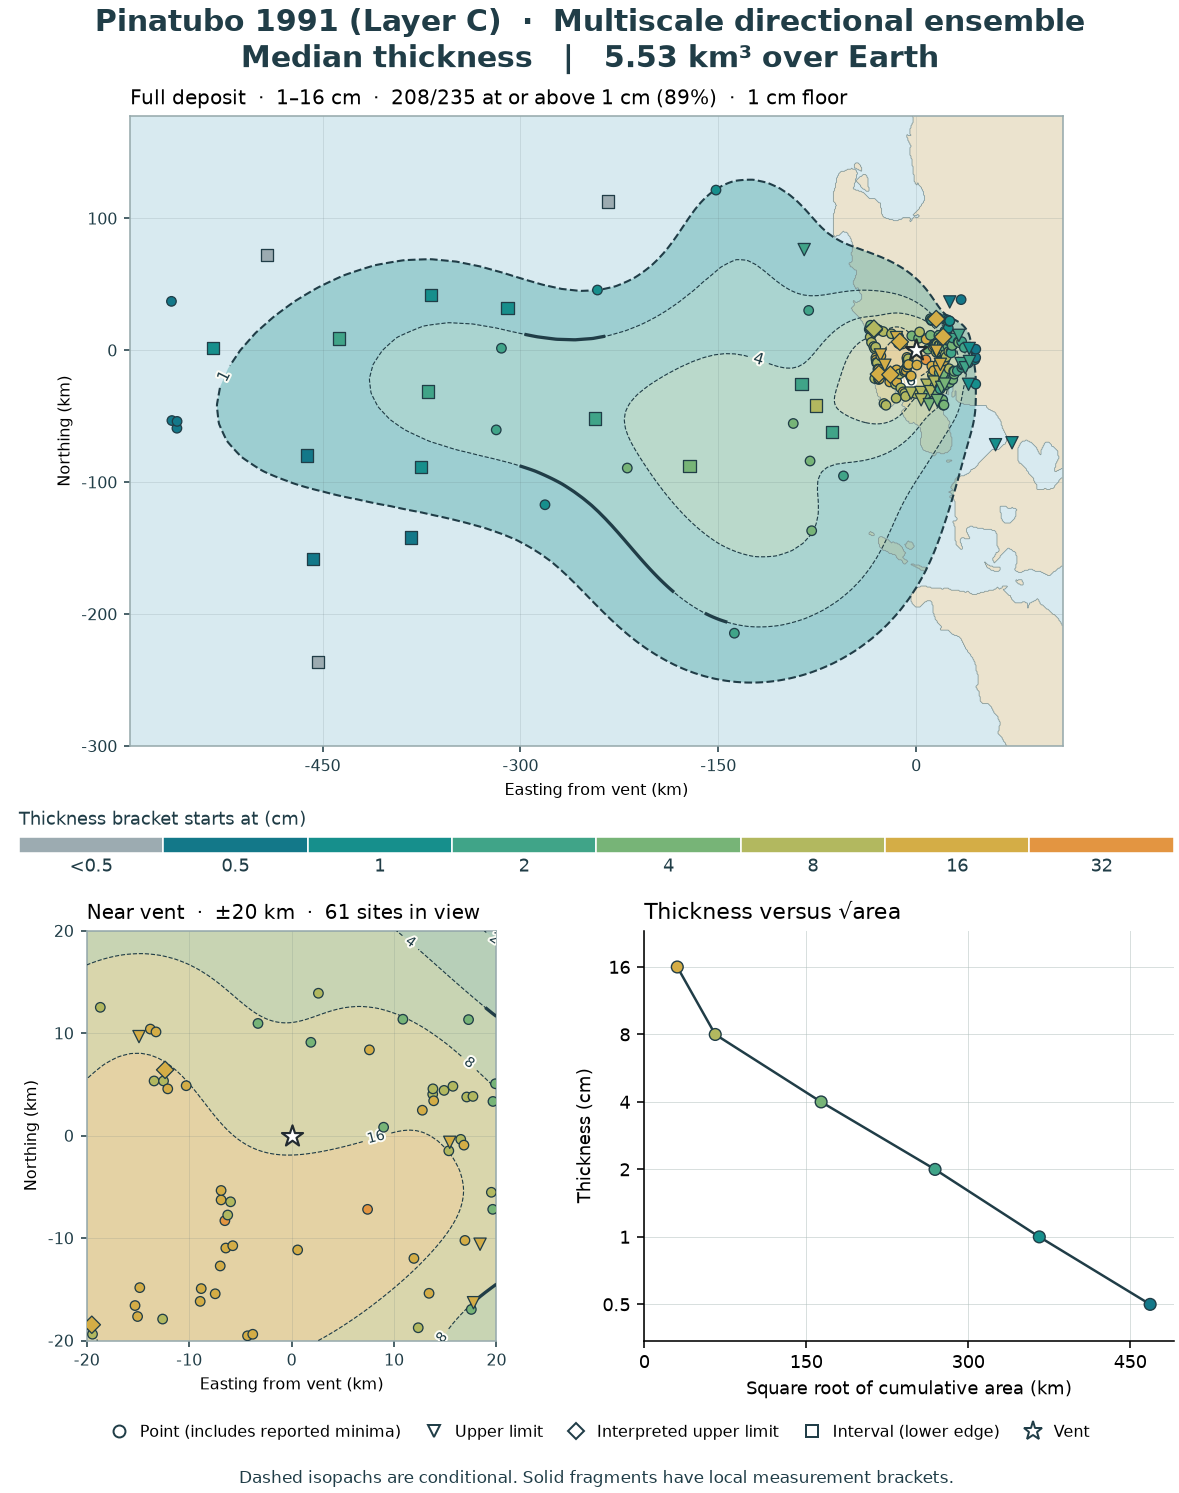 Pinatubo 1991 (Layer C)  ·  Multiscale directional ensemble
Median thickness  |  5.53 km³ over Earth
Full deposit  ·  1–16 cm  ·  208/235 at or above 1 cm (89%)  ·  1 cm floor
100
0
-100
-200
-300
Northing (km)
1
4
-450
-300
-150
0
Easting from vent (km)
Thickness bracket starts at (cm)
<0.5
0.5
1
2
4
8
16
32
Near vent  ·  ±20 km  ·  61 sites in view
20
10
0
-10
-20
Northing (km)
4
8
16
8
-20
-10
0
10
20
Easting from vent (km)
Thickness versus √area
16
8
4
2
1
0.5
Thickness (cm)
0
150
300
450
Square root of cumulative area (km)
Point (includes reported minima)
Upper limit
Interpreted upper limit
Interval (lower edge)
Vent
Dashed isopachs are conditional. Solid fragments have local measurement brackets.